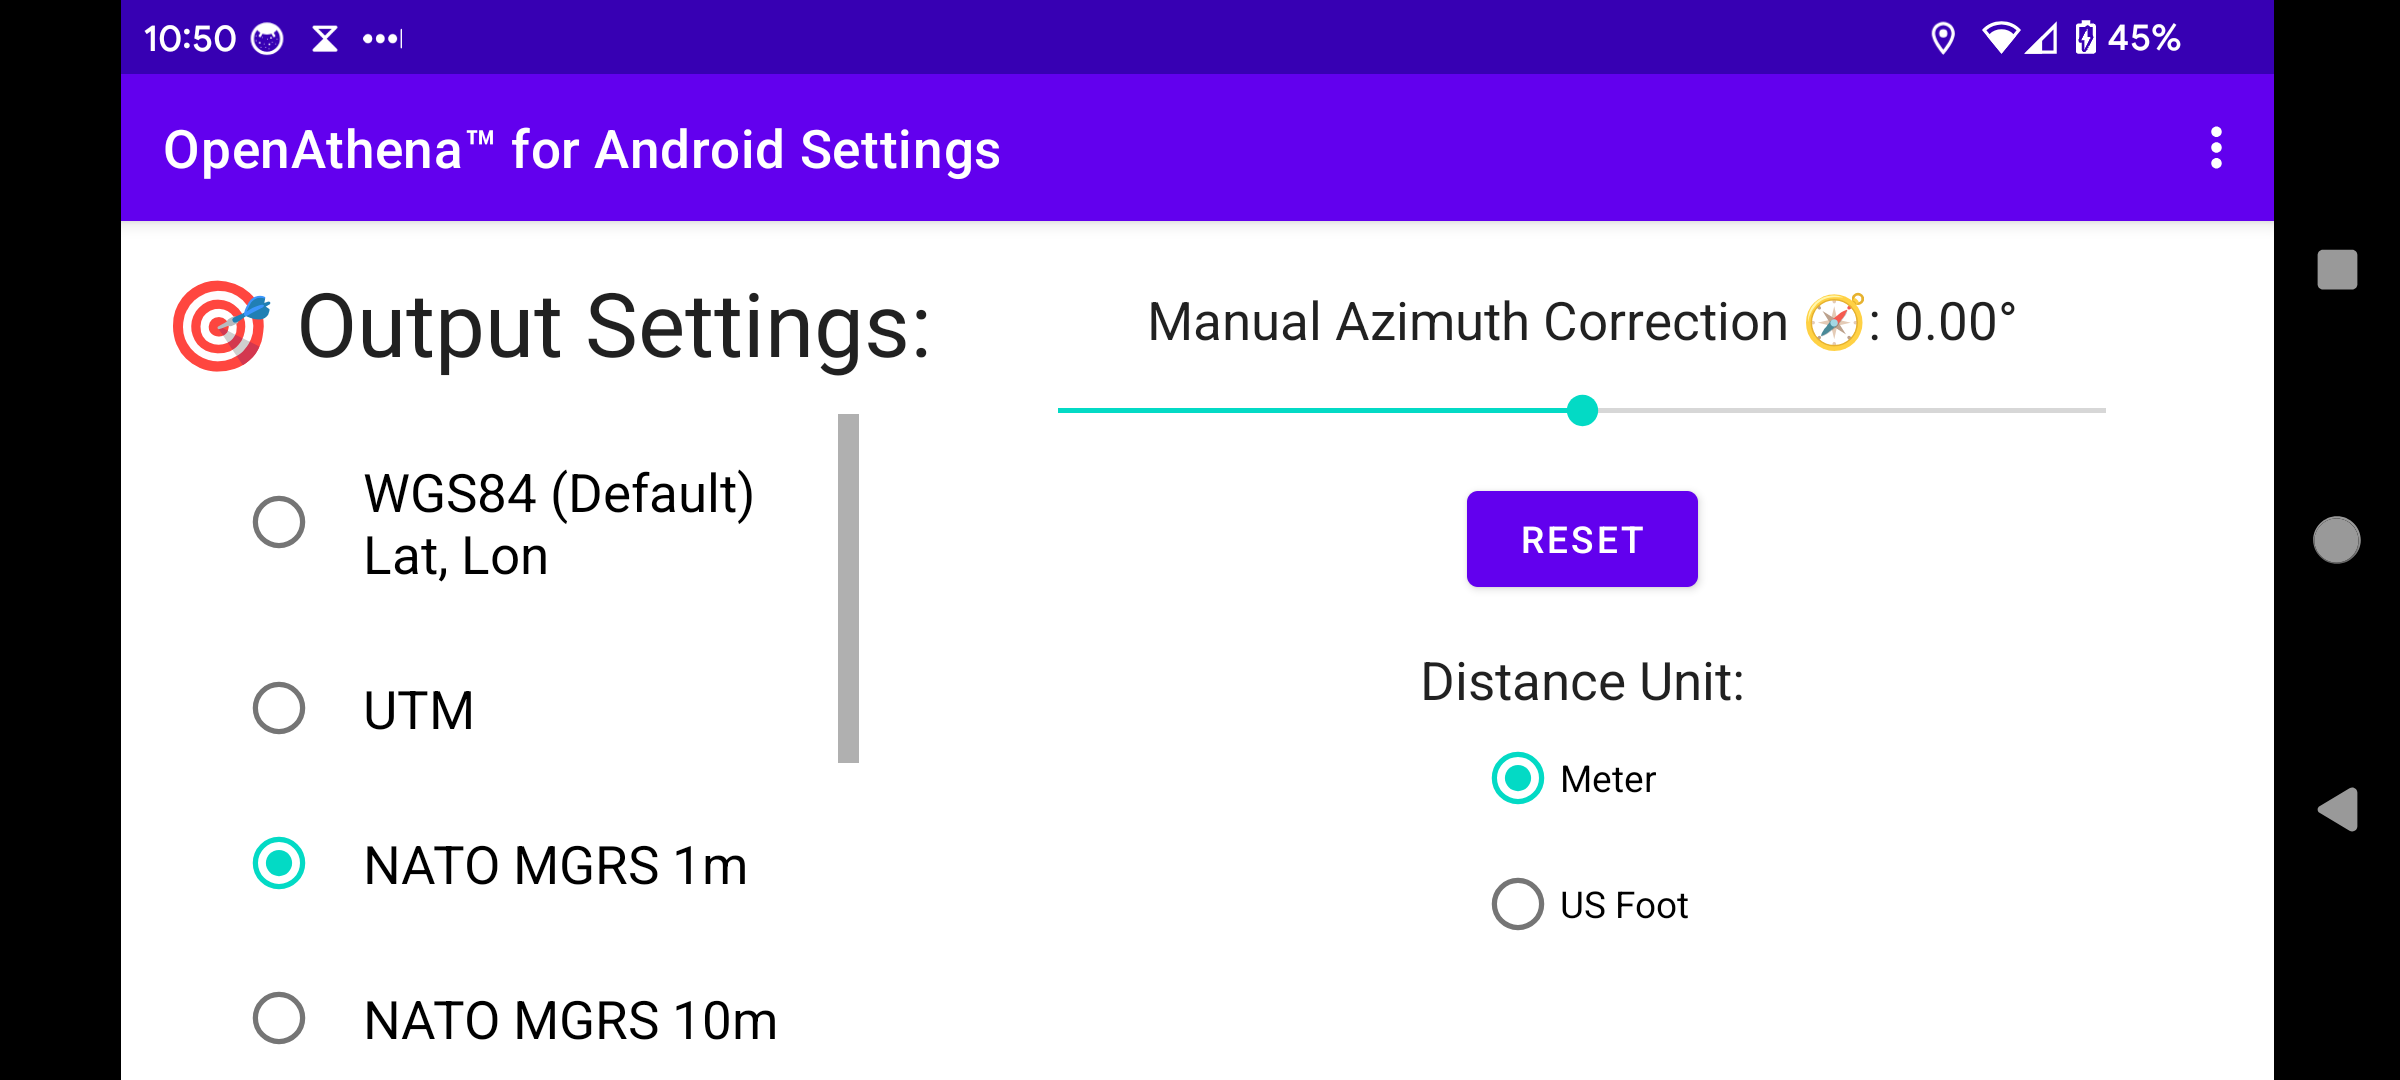 10:50
45%
OpenAthena™ for Android Settings
🎯 Output Settings:
WGS84 (Default)
Lat, Lon
UTM
NATO MGRS 1m
NATO MGRS 10m
Manual Azimuth Correction 🧭: 0.00°
RESET
Distance Unit:
Meter
US Foot